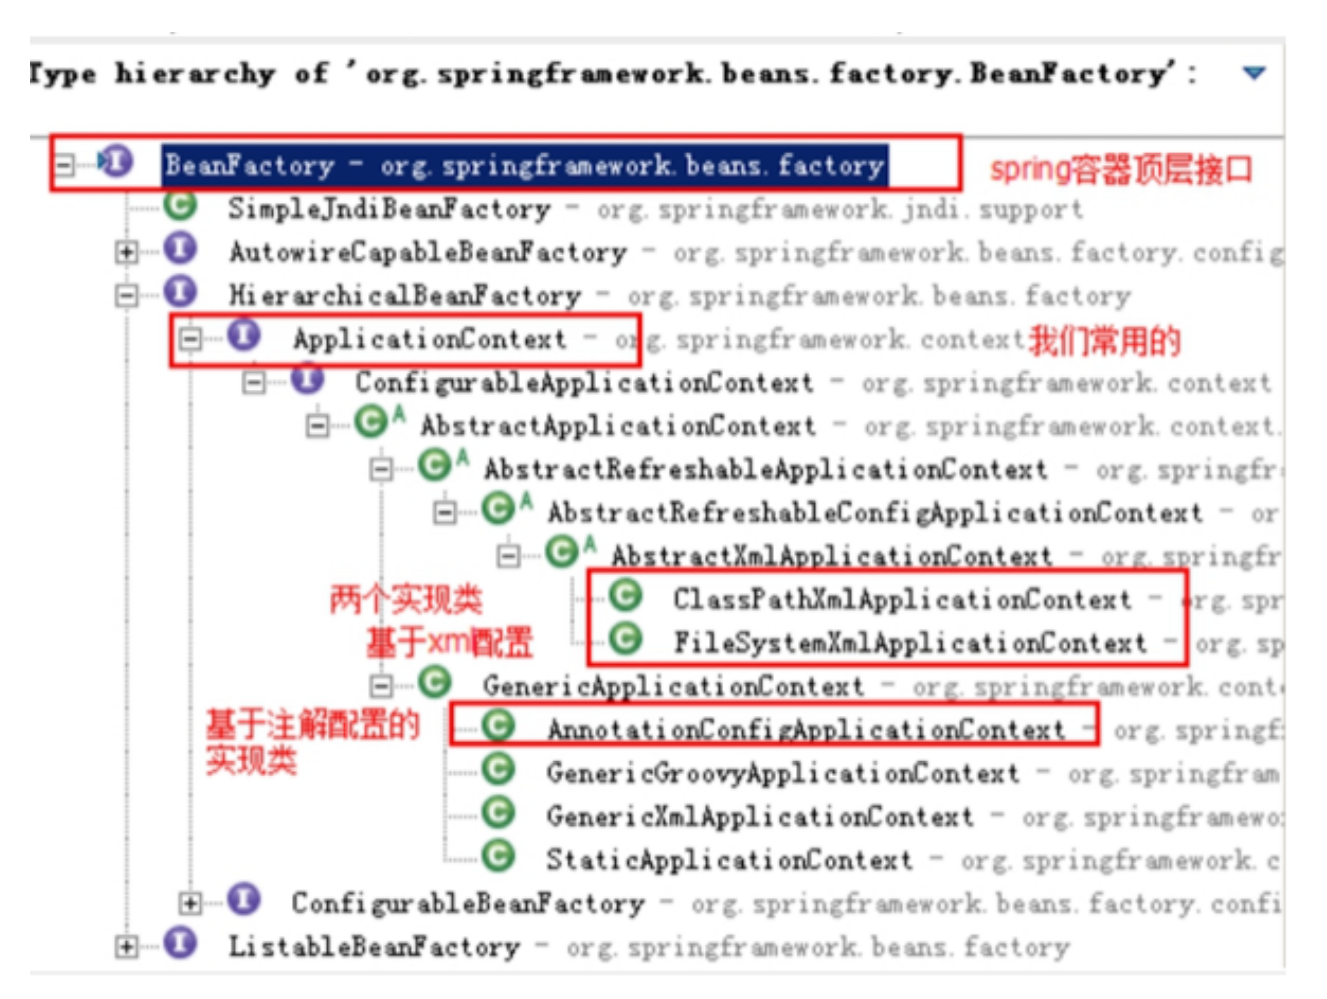 Type hierarchy of 'org.springframework.beans.factory.BeanFactory':
BeanFactory - org.springframework.beans.factory
spring容器顶层接口
SimpleJndiBeanFactory - org.springframework.jndi.support
AutowireCapableBeanFactory - org.springframework.beans.factory.config
HierarchicalBeanFactory - org.springframework.beans.factory
ApplicationContext - org.springframework.context 我们常用的
ConfigurableApplicationContext - org.springframework.context
AbstractApplicationContext - org.springframework.context.
AbstractRefreshableApplicationContext - org.springfr
AbstractRefreshableConfigApplicationContext - or
AbstractXmlApplicationContext - org.springfr
两个实现类
ClassPathXmlApplicationContext - org.spr
基于xml配置
FileSystemXmlApplicationContext - org.sp
GenericApplicationContext - org.springframework.cont
基于注解配置的
实现类
AnnotationConfigApplicationContext - org.springf
GenericGroovyApplicationContext - org.springfram
GenericXmlApplicationContext - org.springframewo
StaticApplicationContext - org.springframework.c
ConfigurableBeanFactory - org.springframework.beans.factory.confi
ListableBeanFactory - org.springframework.beans.factory